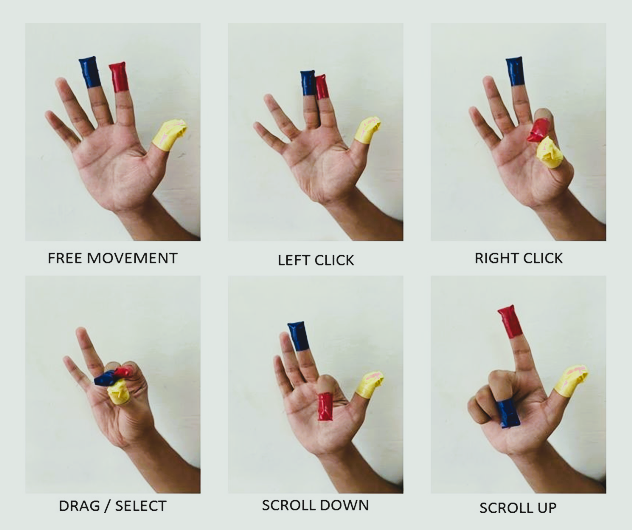 FREE MOVEMENT
LEFT CLICK
RIGHT CLICK
DRAG / SELECT
SCROLL DOWN
SCROLL UP